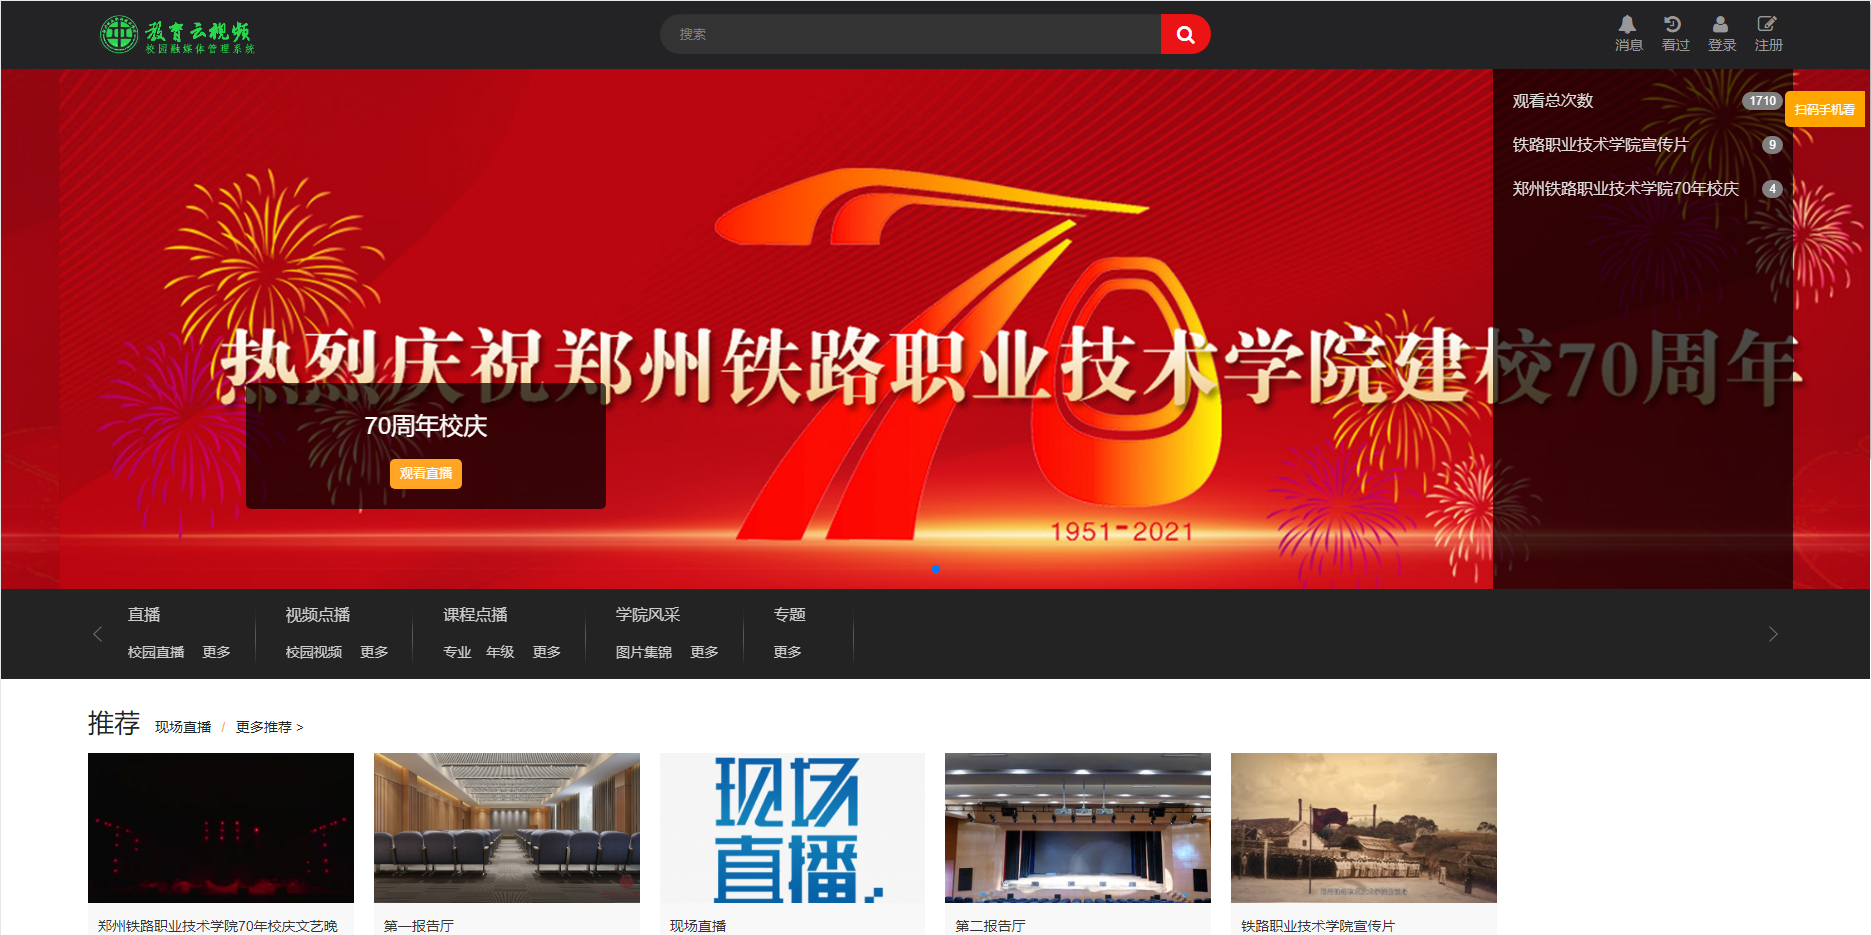 教育云视频
校园融媒体管理系统
搜索
消息 看过 登录 注册
观看总次数 1710
扫码手机看
铁路职业技术学院宣传片 9
郑州铁路职业技术学院70年校庆 4
热烈庆祝郑州铁路职业技术学院建校70周年
70周年校庆
观看直播
1951-2021
直播 视频点播 课程点播 学院风采 专题
校园直播 更多 校园视频 更多 专业 年级 更多 图片集锦 更多 更多
推荐 现场直播 / 更多推荐 >
现场
直播
郑州铁路职业技术学院70年校庆文艺晚
第一报告厅
现场直播
第二报告厅
铁路职业技术学院宣传片